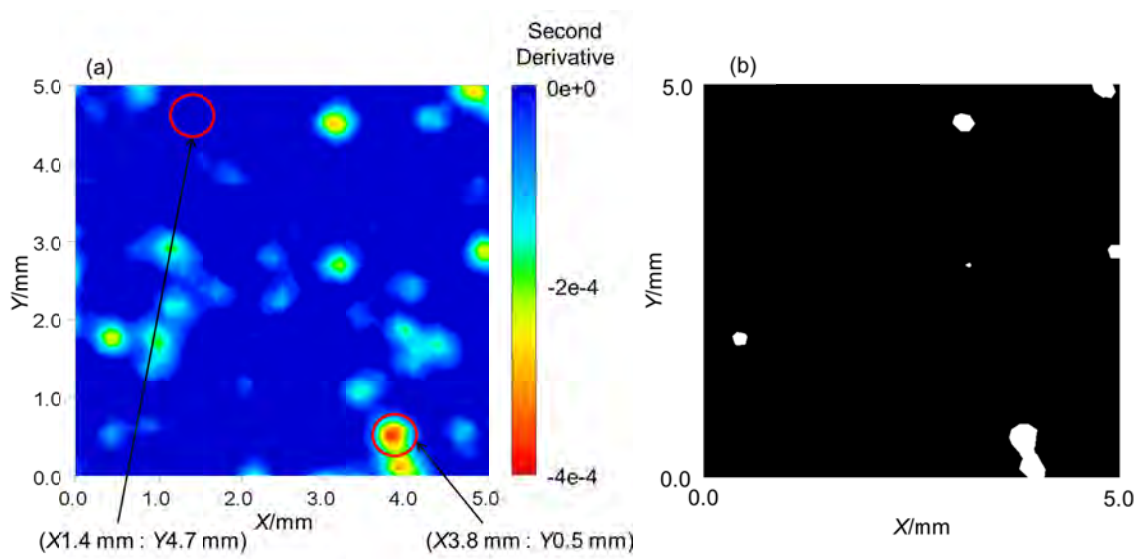 Second
Derivative
(a)
(b)
5.0
4.0
3.0
2.0
1.0
0.0
Y/mm
0.0 1.0 2.0 3.0 4.0 5.0
X/mm
0e+0
-2e-4
-4e-4
(X1.4 mm : Y4.7 mm)
(X3.8 mm : Y0.5 mm)
5.0
0.0
Y/mm
0.0 5.0
X/mm